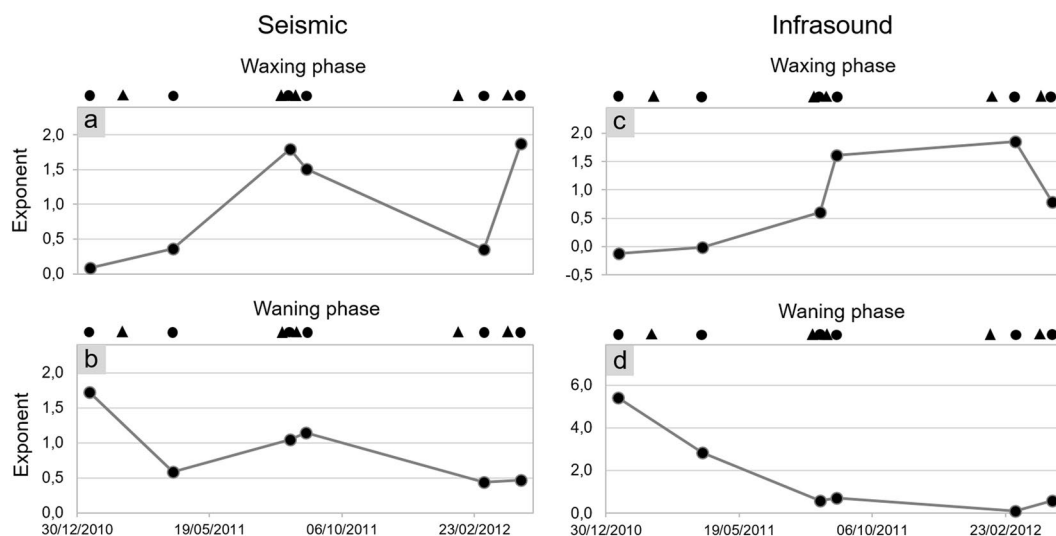 Seismic
Infrasound
Waxing phase
Waxing phase
a
2,0
1,5
1,0
0,5
0,0
Exponent
c
2,0
1,5
1,0
0,5
0,0
-0,5
Waning phase
Waning phase
b
2,0
1,5
1,0
0,5
0,0
Exponent
30/12/2010 19/05/2011 06/10/2011 23/02/2012
d
6,0
4,0
2,0
0,0
30/12/2010 19/05/2011 06/10/2011 23/02/2012